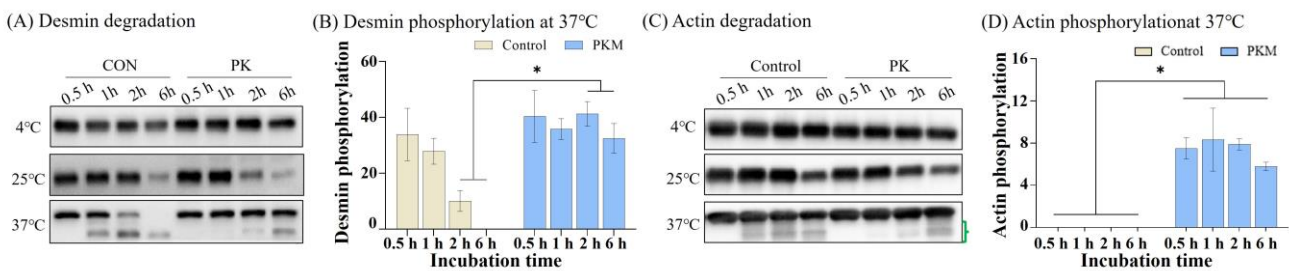 (A) Desmin degradation
CON PK
0.5 h 1h 2h 6h 0.5 h 1h 2h 6h
4℃
25℃
37℃
(B) Desmin phosphorylation at 37℃
Control PKM
Desmin phosphorylation
60
40
20
0
*
0.5 h 1 h 2 h 6 h 0.5 h 1 h 2 h 6 h
Incubation time
(C) Actin degradation
Control PK
0.5 h 1h 2h 6h 0.5 h 1h 2h 6h
4℃
25℃
37℃
(D) Actin phosphorylationat 37℃
Control PKM
Actin phosphorylation
16
12
8
4
0
*
0.5 h 1 h 2 h 6 h 0.5 h 1 h 2 h 6 h
Incubation time